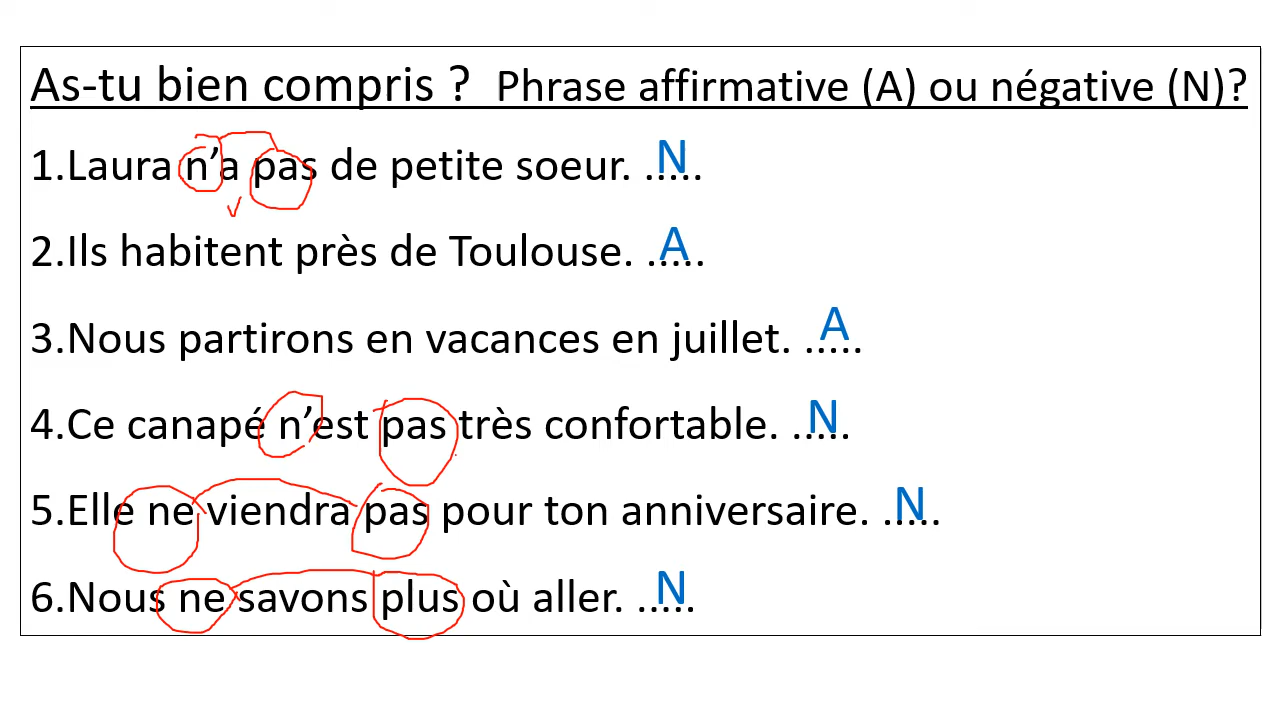 As-tu bien compris ? Phrase affirmative (A) ou négative (N)?
1.Laura n’a pas de petite soeur. ..... N
v
2.Ils habitent près de Toulouse. ..... A
3.Nous partirons en vacances en juillet. ..... A
4.Ce canapé n’est pas très confortable. ..... N
5.Elle ne viendra pas pour ton anniversaire. ..... N
6.Nous ne savons plus où aller. ..... N